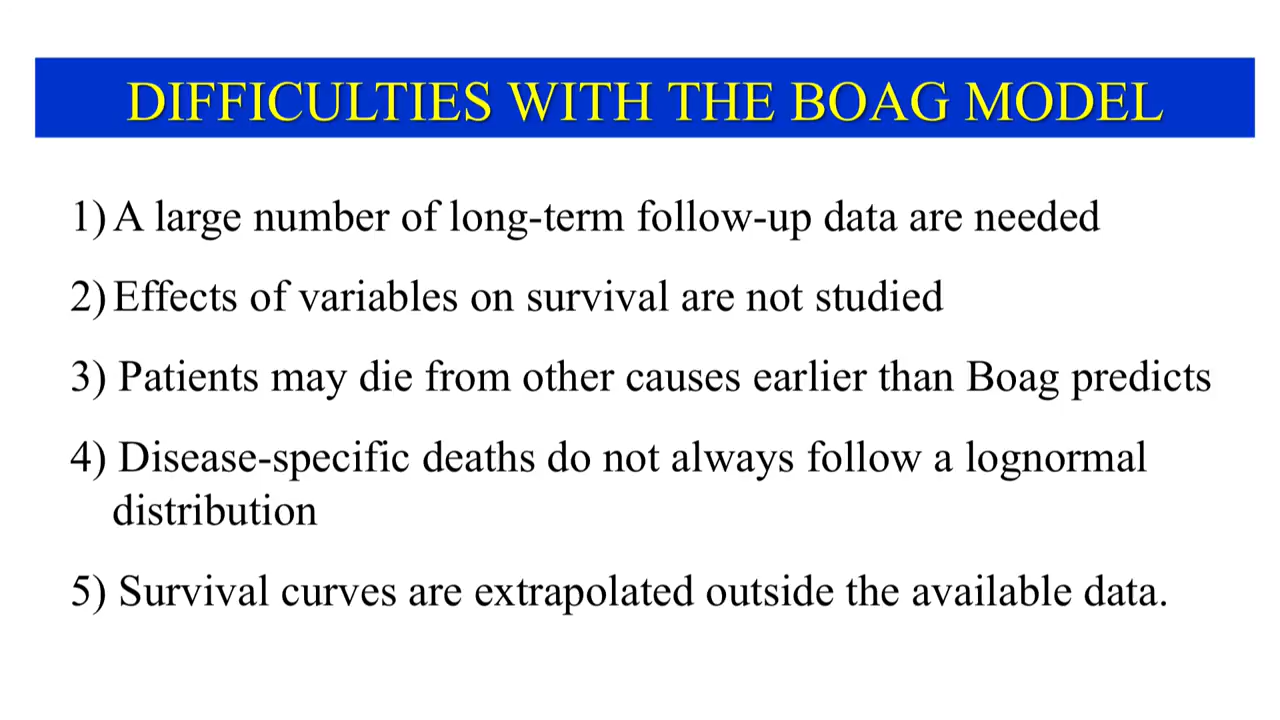 DIFFICULTIES WITH THE BOAG MODEL
1) A large number of long-term follow-up data are needed
2) Effects of variables on survival are not studied
3) Patients may die from other causes earlier than Boag predicts
4) Disease-specific deaths do not always follow a lognormal
distribution
5) Survival curves are extrapolated outside the available data.